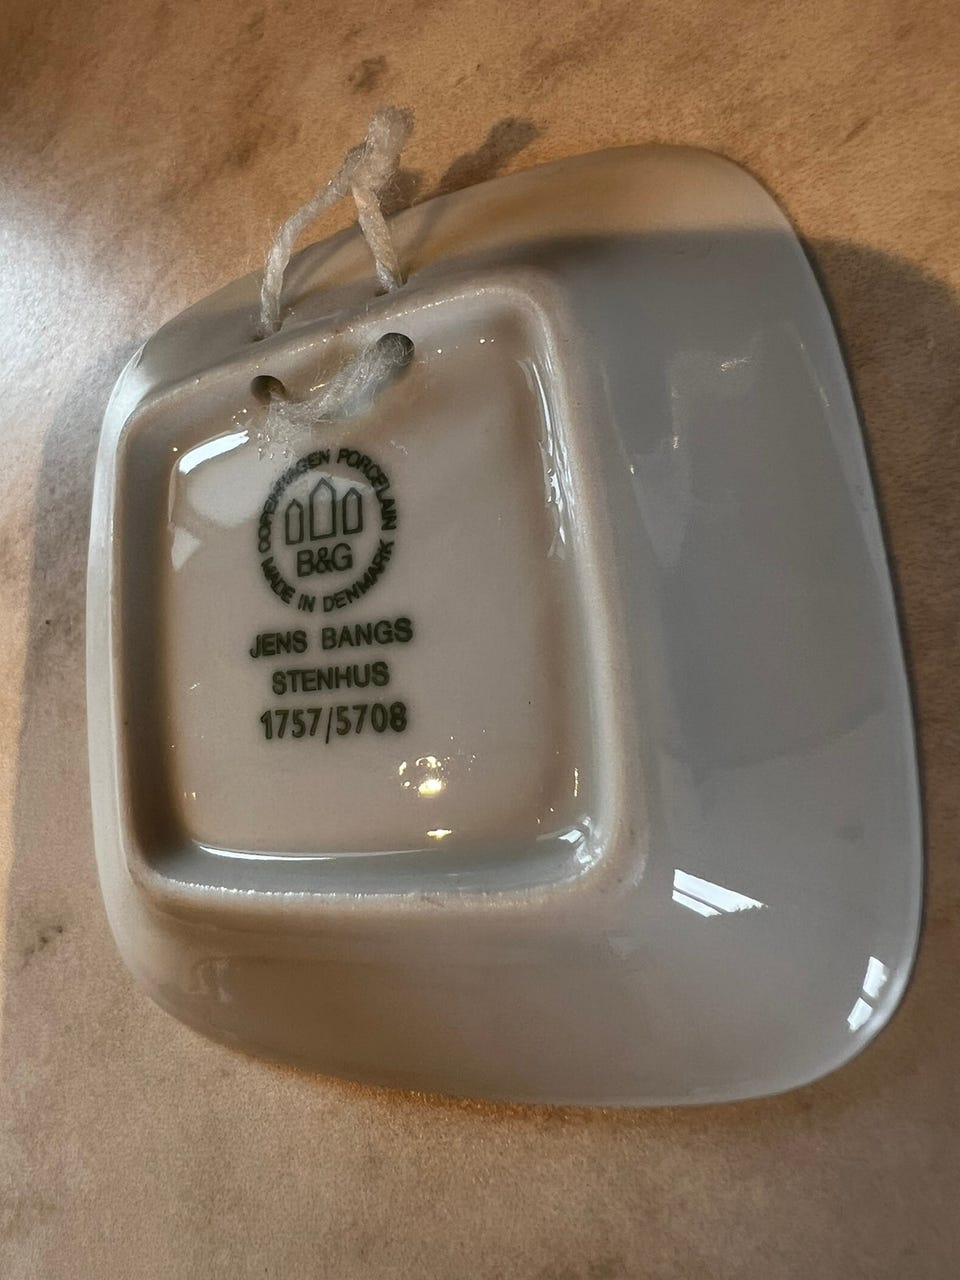 COPENHAGEN PORCELAIN
B&G
MADE IN DENMARK
JENS BANGS
STENHUS
1757/5708